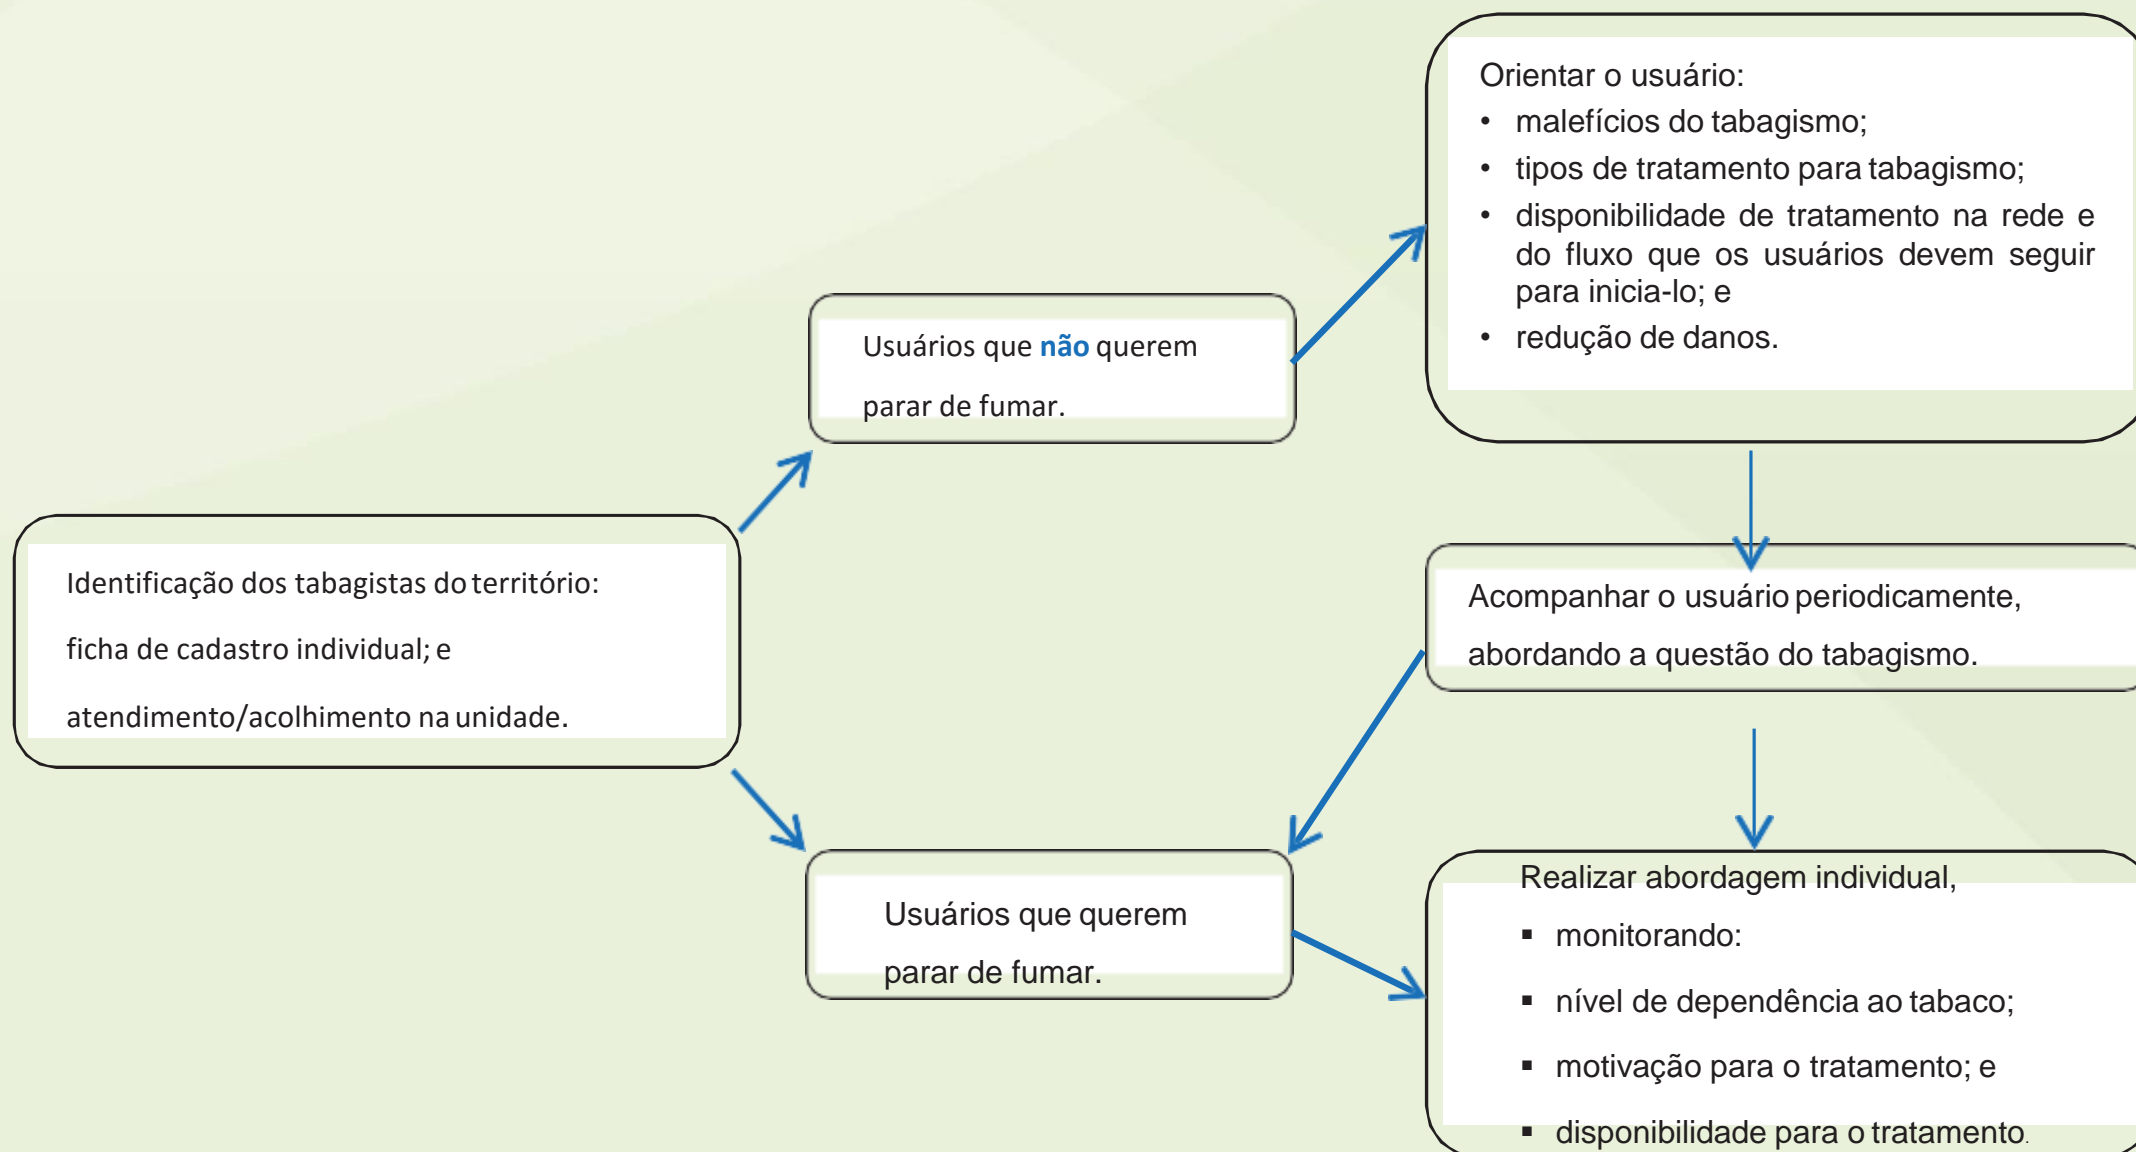 Orientar o usuário:
• malefícios do tabagismo;
• tipos de tratamento para tabagismo;
• disponibilidade de tratamento na rede e
do fluxo que os usuários devem seguir
para inicia-lo; e
• redução de danos.
Usuários que não querem
parar de fumar.
Identificação dos tabagistas do território:
ficha de cadastro individual; e
atendimento/acolhimento na unidade.
Acompanhar o usuário periodicamente,
abordando a questão do tabagismo.
Usuários que querem
parar de fumar.
Realizar abordagem individual,
▪ monitorando:
▪ nível de dependência ao tabaco;
▪ motivação para o tratamento; e
▪ disponibilidade para o tratamento.